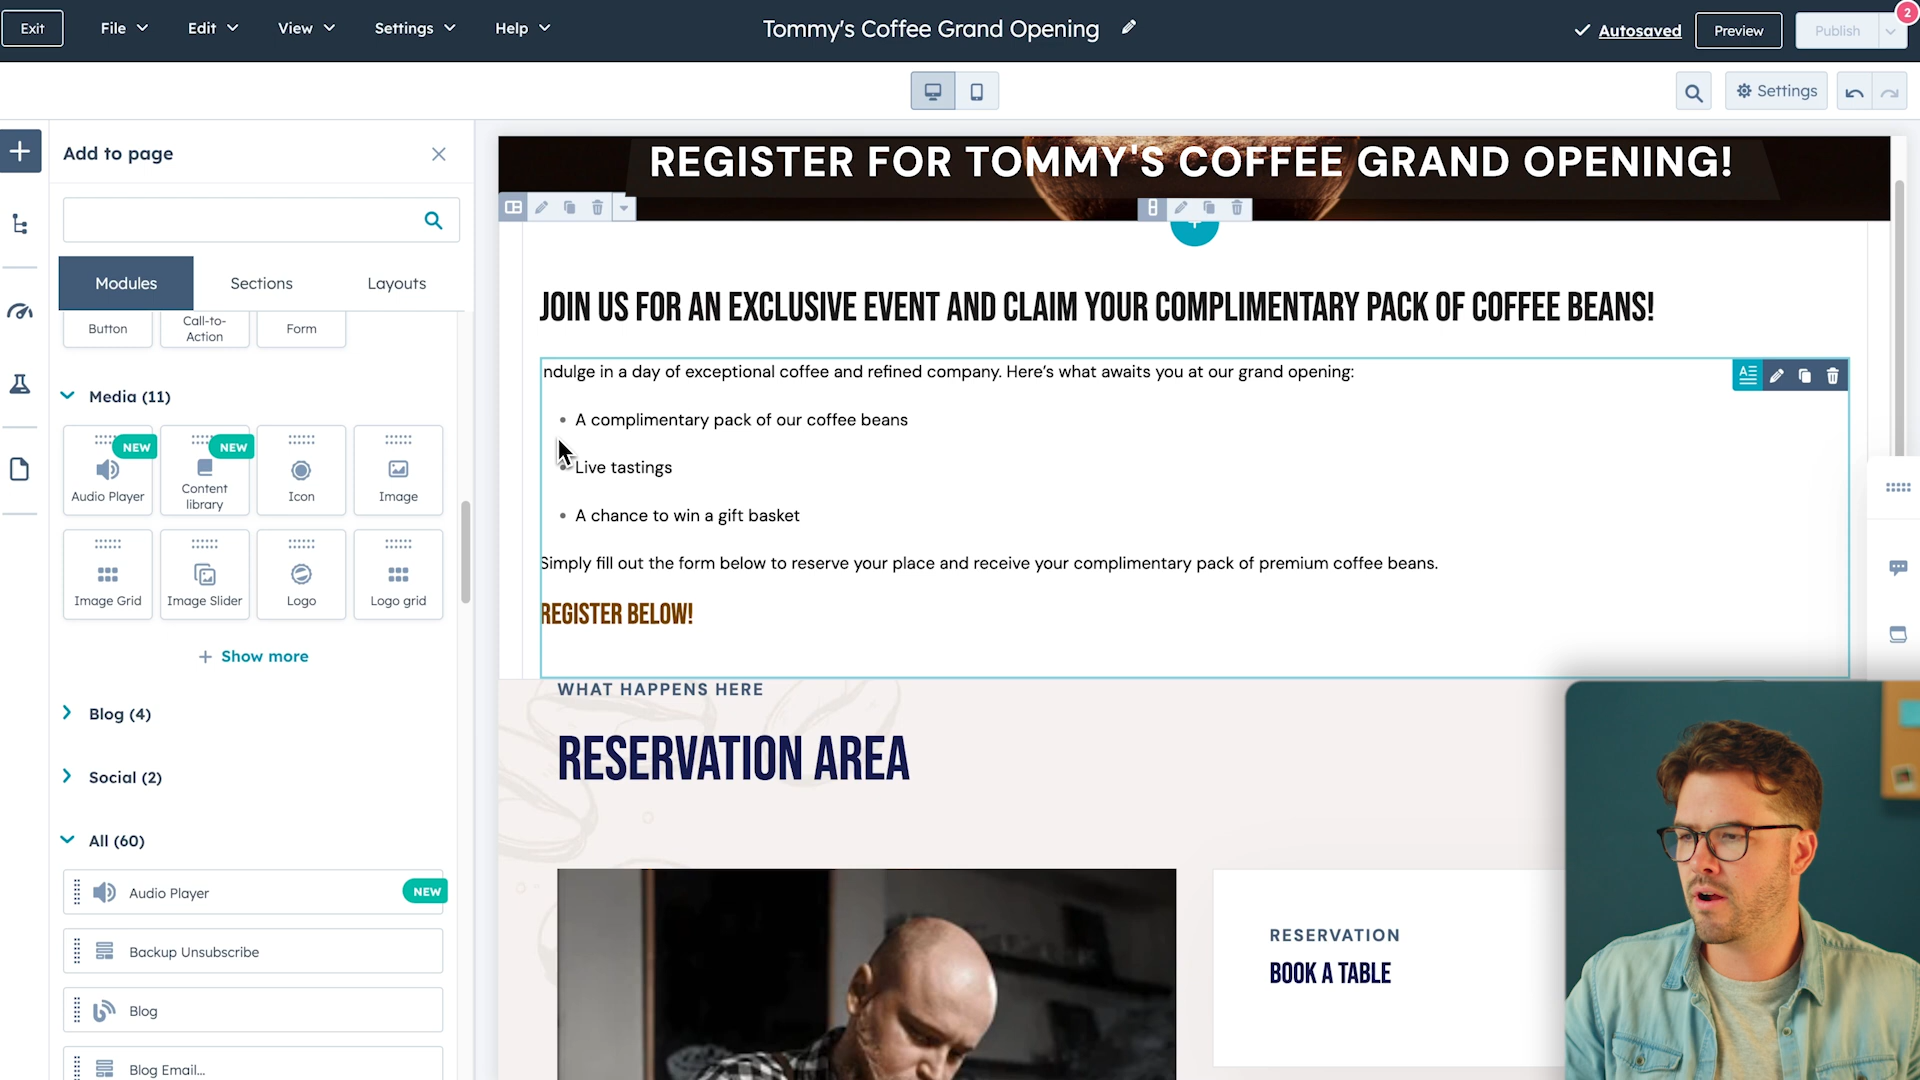 Exit
File
Edit
View
Settings
Help
Tommy's Coffee Grand Opening
Autosaved
Preview
Publish
2
Settings
Add to page
Modules
Sections
Layouts
Button
Call-to-
Action
Form
Media (11)
NEW
Audio Player
NEW
Content
library
Icon
Image
Image Grid
Image Slider
Logo
Logo grid
+ Show more
Blog (4)
Social (2)
All (60)
Audio Player
NEW
Backup Unsubscribe
Blog
Blog Email...
REGISTER FOR TOMMY'S COFFEE GRAND OPENING!
JOIN US FOR AN EXCLUSIVE EVENT AND CLAIM YOUR COMPLIMENTARY PACK OF COFFEE BEANS!
ndulge in a day of exceptional coffee and refined company. Here's what awaits you at our grand opening:
• A complimentary pack of our coffee beans
• Live tastings
• A chance to win a gift basket
Simply fill out the form below to reserve your place and receive your complimentary pack of premium coffee beans.
REGISTER BELOW!
WHAT HAPPENS HERE
RESERVATION AREA
RESERVATION
BOOK A TABLE